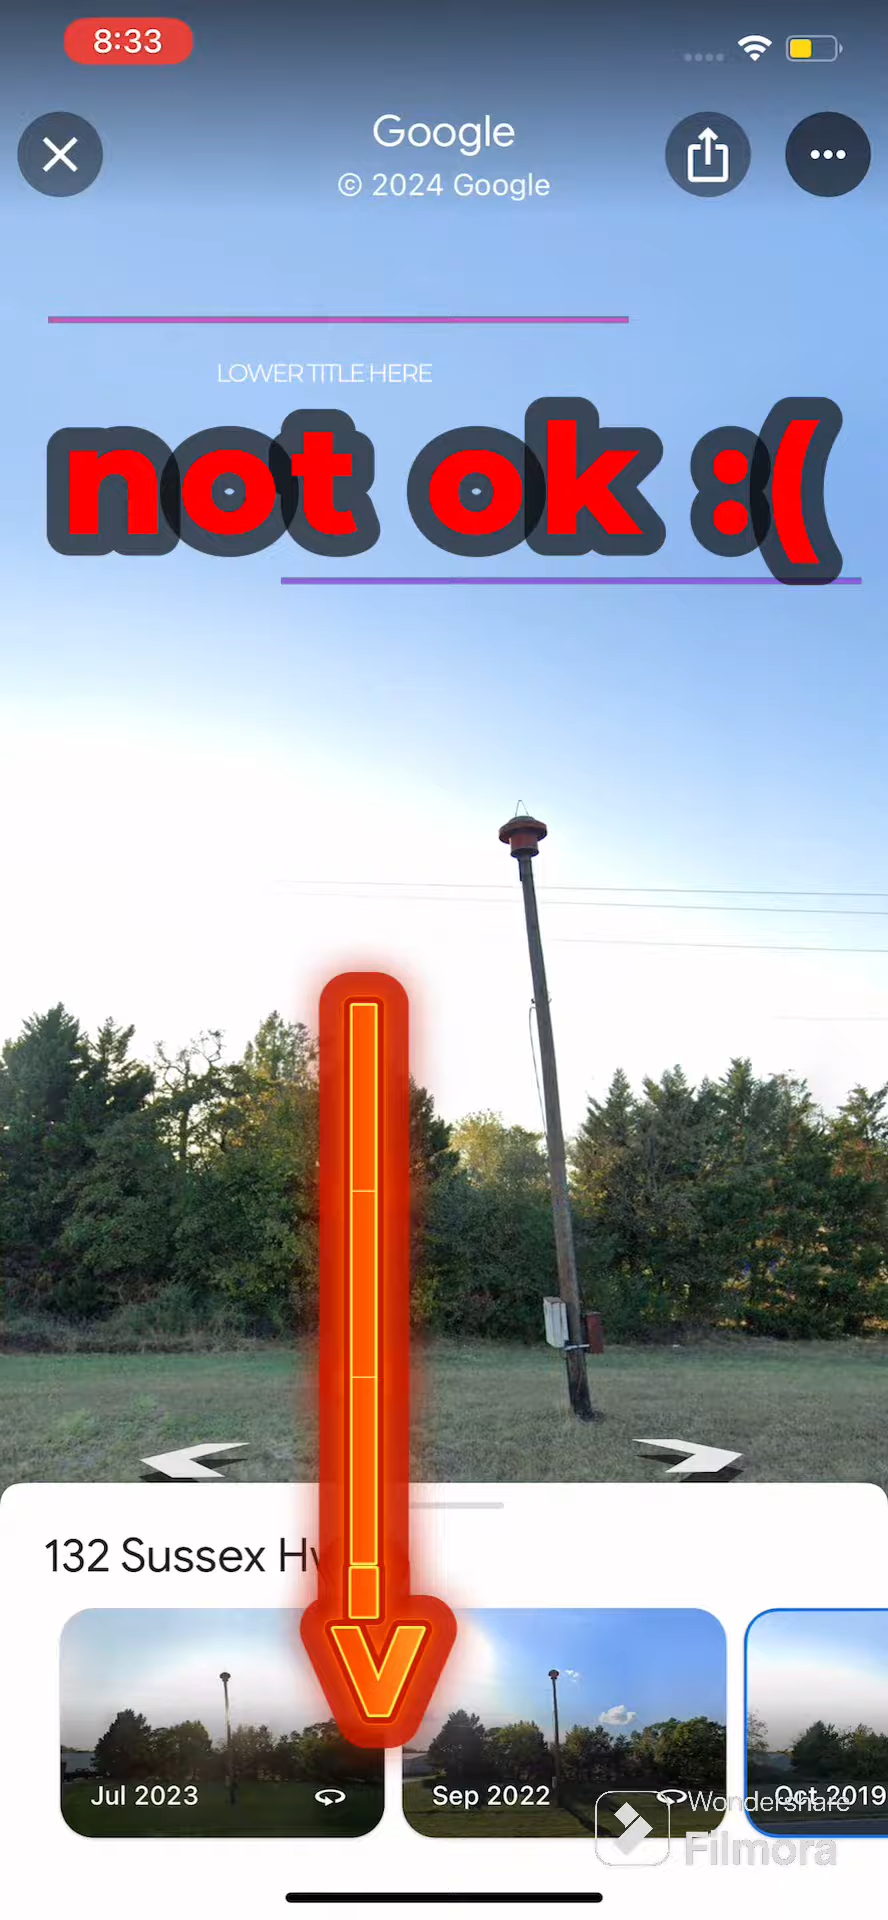 8:33
Google
© 2024 Google
LOWER TITLE HERE
not ok :(
132 Sussex
Jul 2023
Sep 2022
Oct 2019
Wondershare
Filmora